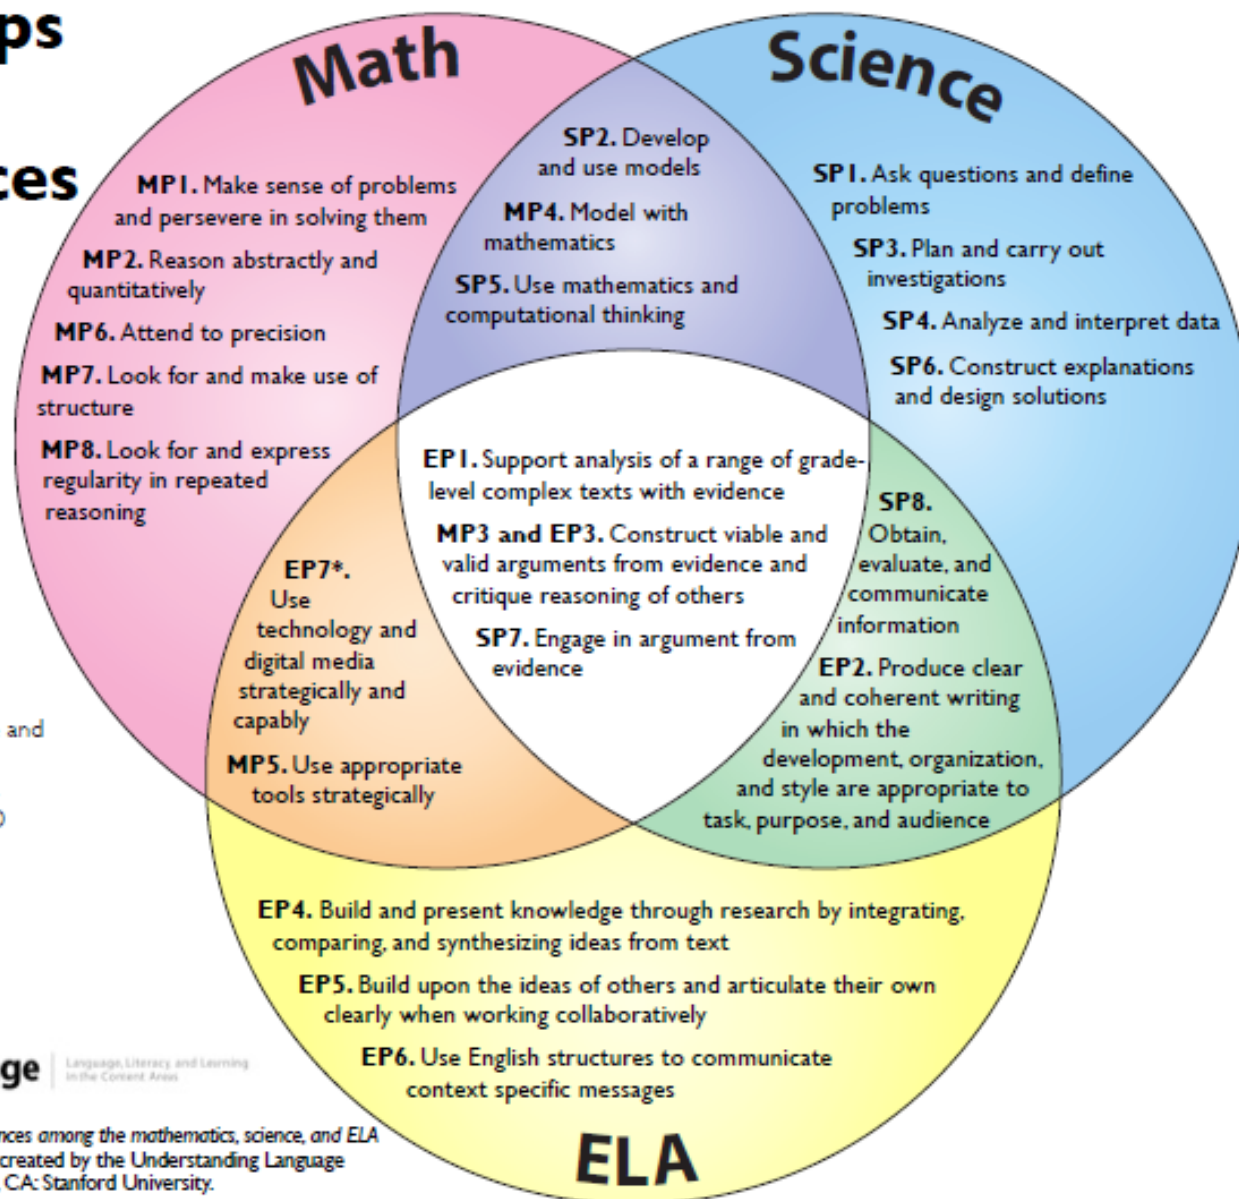 ps
ces
Math
MP1. Make sense of problems
and persevere in solving them
MP2. Reason abstractly and
quantitatively
MP6. Attend to precision
MP7. Look for and make use of
structure
MP8. Look for and express
regularity in repeated
reasoning
SP2. Develop
and use models
MP4. Model with
mathematics
SP5. Use mathematics and
computational thinking
Science
SP1. Ask questions and define
problems
SP3. Plan and carry out
investigations
SP4. Analyze and interpret data
SP6. Construct explanations
and design solutions
EP1. Support analysis of a range of grade-
level complex texts with evidence
MP3 and EP3. Construct viable and
valid arguments from evidence and
critique reasoning of others
SP7. Engage in argument from
evidence
EP7*.
Use
technology and
digital media
strategically and
capably
MP5. Use appropriate
tools strategically
SP8.
Obtain,
evaluate, and
communicate
information
EP2. Produce clear
and coherent writing
in which the
development, organization,
and style are appropriate to
task, purpose, and audience
EP4. Build and present knowledge through research by integrating,
comparing, and synthesizing ideas from text
EP5. Build upon the ideas of others and articulate their own
clearly when working collaboratively
EP6. Use English structures to communicate
context specific messages
ELA
and
ge
Language, Literacy, and Learning
in the Content Areas
nces among the mathematics, science, and ELA
created by the Understanding Language
CA: Stanford University.